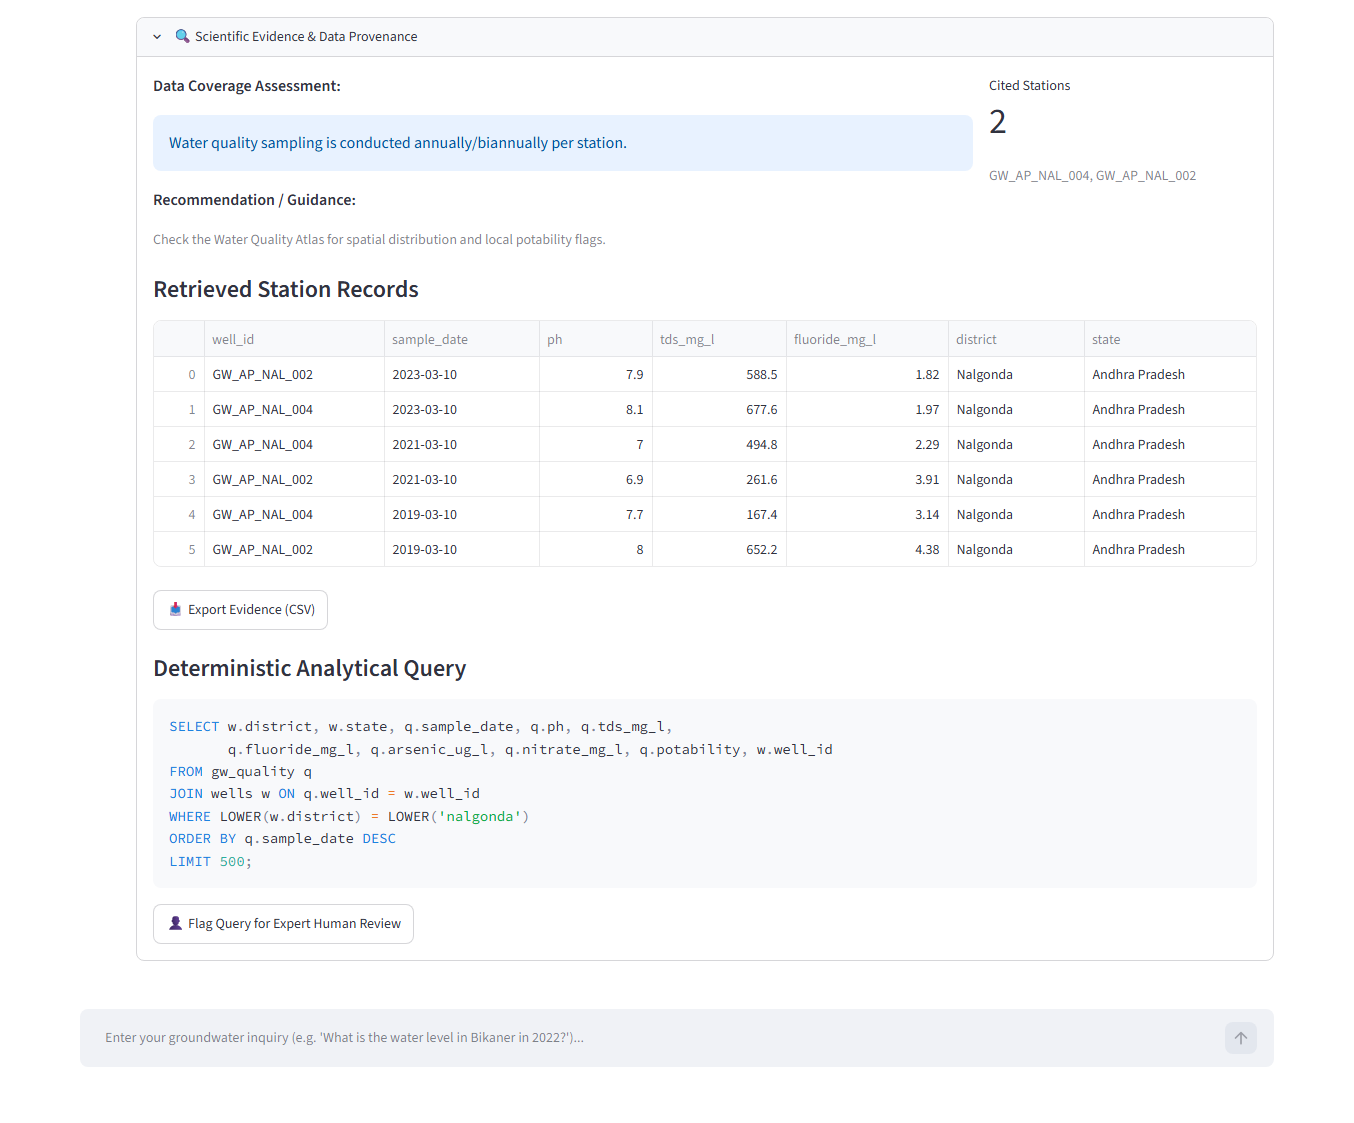 Scientific Evidence & Data Provenance
Data Coverage Assessment:
Water quality sampling is conducted annually/biannually per station.
Recommendation / Guidance:
Check the Water Quality Atlas for spatial distribution and local potability flags.
Cited Stations
2
GW_AP_NAL_004, GW_AP_NAL_002
Retrieved Station Records
well_id sample_date ph tds_mg_l fluoride_mg_l district state
0 GW_AP_NAL_002 2023-03-10 7.9 588.5 1.82 Nalgonda Andhra Pradesh
1 GW_AP_NAL_004 2023-03-10 8.1 677.6 1.97 Nalgonda Andhra Pradesh
2 GW_AP_NAL_004 2021-03-10 7 494.8 2.29 Nalgonda Andhra Pradesh
3 GW_AP_NAL_002 2021-03-10 6.9 261.6 3.91 Nalgonda Andhra Pradesh
4 GW_AP_NAL_004 2019-03-10 7.7 167.4 3.14 Nalgonda Andhra Pradesh
5 GW_AP_NAL_002 2019-03-10 8 652.2 4.38 Nalgonda Andhra Pradesh
Export Evidence (CSV)
Deterministic Analytical Query
SELECT w.district, w.state, q.sample_date, q.ph, q.tds_mg_l,
q.fluoride_mg_l, q.arsenic_ug_l, q.nitrate_mg_l, q.potability, w.well_id
FROM gw_quality q
JOIN wells w ON q.well_id = w.well_id
WHERE LOWER(w.district) = LOWER('nalgonda')
ORDER BY q.sample_date DESC
LIMIT 500;
Flag Query for Expert Human Review
Enter your groundwater inquiry (e.g. 'What is the water level in Bikaner in 2022?')...